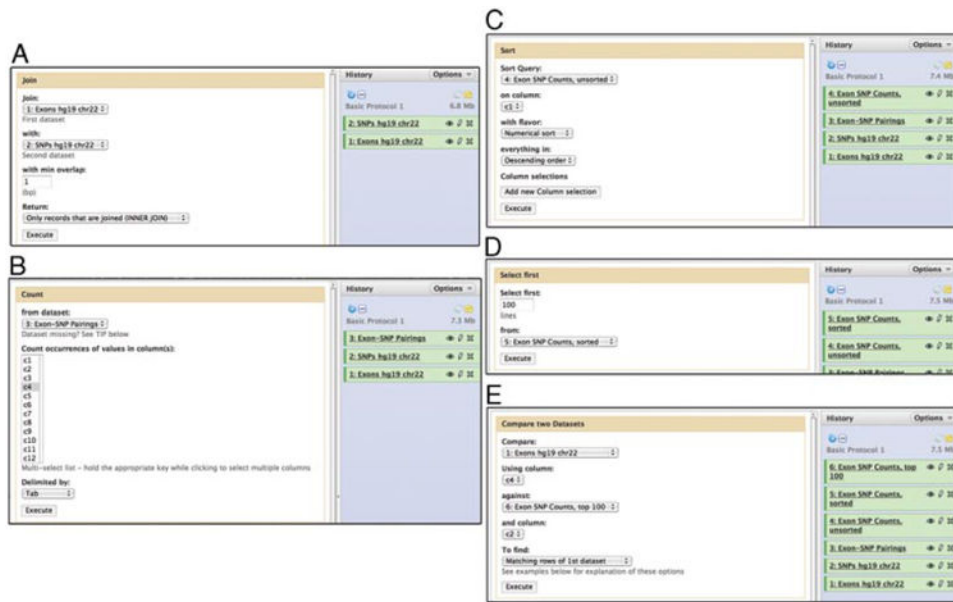 A
Join
Join:
1: Exons hg19 chr22
First dataset
with:
2: SNPs hg19 chr22
Second dataset
with min overlap:
1
(bp)
Return:
Only records that are joined (INNER JOIN)
Execute
History
Options
Basic Protocol 1
6.8 Mb
2: SNPs hg19 chr22
1: Exons hg19 chr22
B
Count
from dataset:
3: Exon-SNP Pairings
Dataset missing? See TIP below
Count occurrences of values in column(s):
c1
c2
c3
c4
c5
c6
c7
c8
c9
c10
c11
c12
Multi-select list - hold the appropriate key while clicking to select multiple columns
Delimited by:
Tab
Execute
History
Options
Basic Protocol 1
7.3 Mb
3: Exon-SNP Pairings
2: SNPs hg19 chr22
1: Exons hg19 chr22
C
Sort
Sort Query:
4: Exon SNP Counts, unsorted
on column:
c1
with flavor:
Numerical sort
everything in:
Descending order
Column selections
Add new Column selection
Execute
History
Options
Basic Protocol 1
7.4 Mb
4: Exon SNP Counts,
unsorted
3: Exon-SNP Pairings
2: SNPs hg19 chr22
1: Exons hg19 chr22
D
Select first
Select first:
100
lines
from:
5: Exon SNP Counts, sorted
Execute
History
Options
Basic Protocol 1
7.5 Mb
5: Exon SNP Counts,
sorted
4: Exon SNP Counts,
unsorted
3: Exon-SNP Pairings
E
Compare two Datasets
Compare:
1: Exons hg19 chr22
Using column:
c4
against:
6: Exon SNP Counts, top 100
and column:
c2
To find:
Matching rows of 1st dataset
See examples below for explanation of these options
Execute
History
Options
Basic Protocol 1
7.5 Mb
6: Exon SNP Counts, top
100
5: Exon SNP Counts,
sorted
4: Exon SNP Counts,
unsorted
3: Exon-SNP Pairings
2: SNPs hg19 chr22
1: Exons hg19 chr22